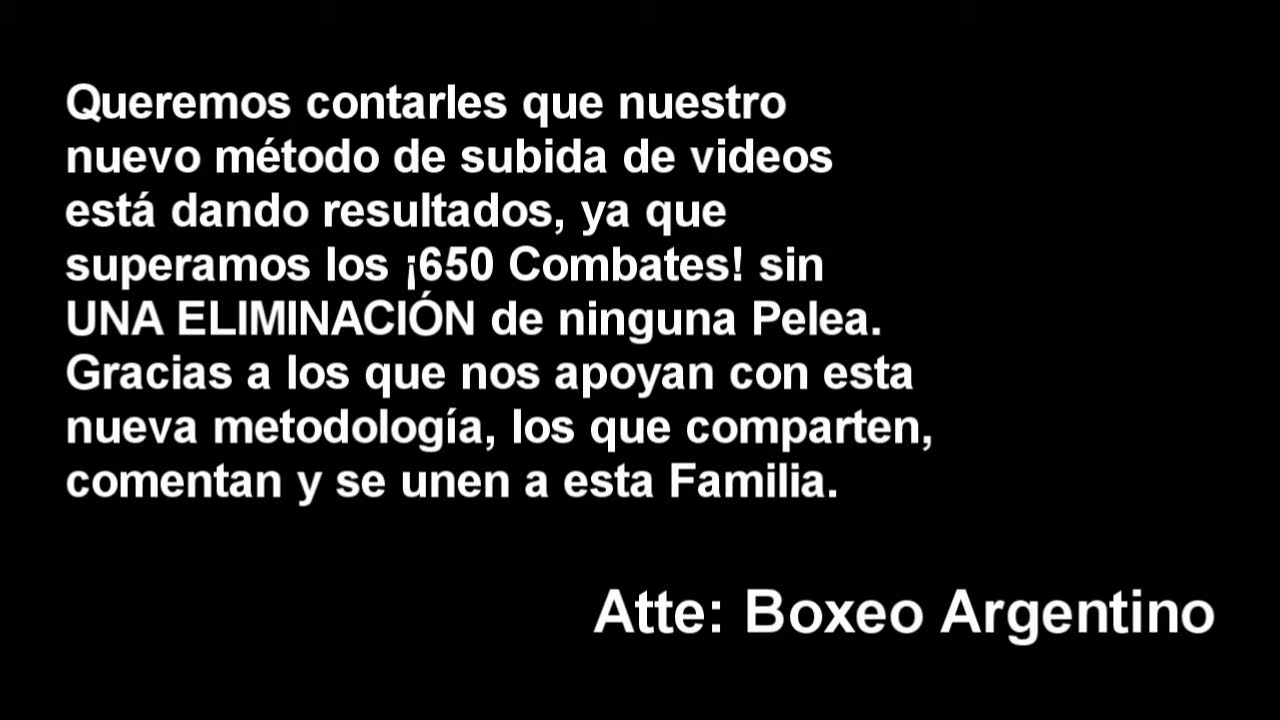 Queremos contarles que nuestro
nuevo método de subida de videos
está dando resultados, ya que
superamos los ¡650 Combates! sin
UNA ELIMINACIÓN de ninguna Pelea.
Gracias a los que nos apoyan con esta
nueva metodología, los que comparten,
comentan y se unen a esta Familia.
Atte: Boxeo Argentino